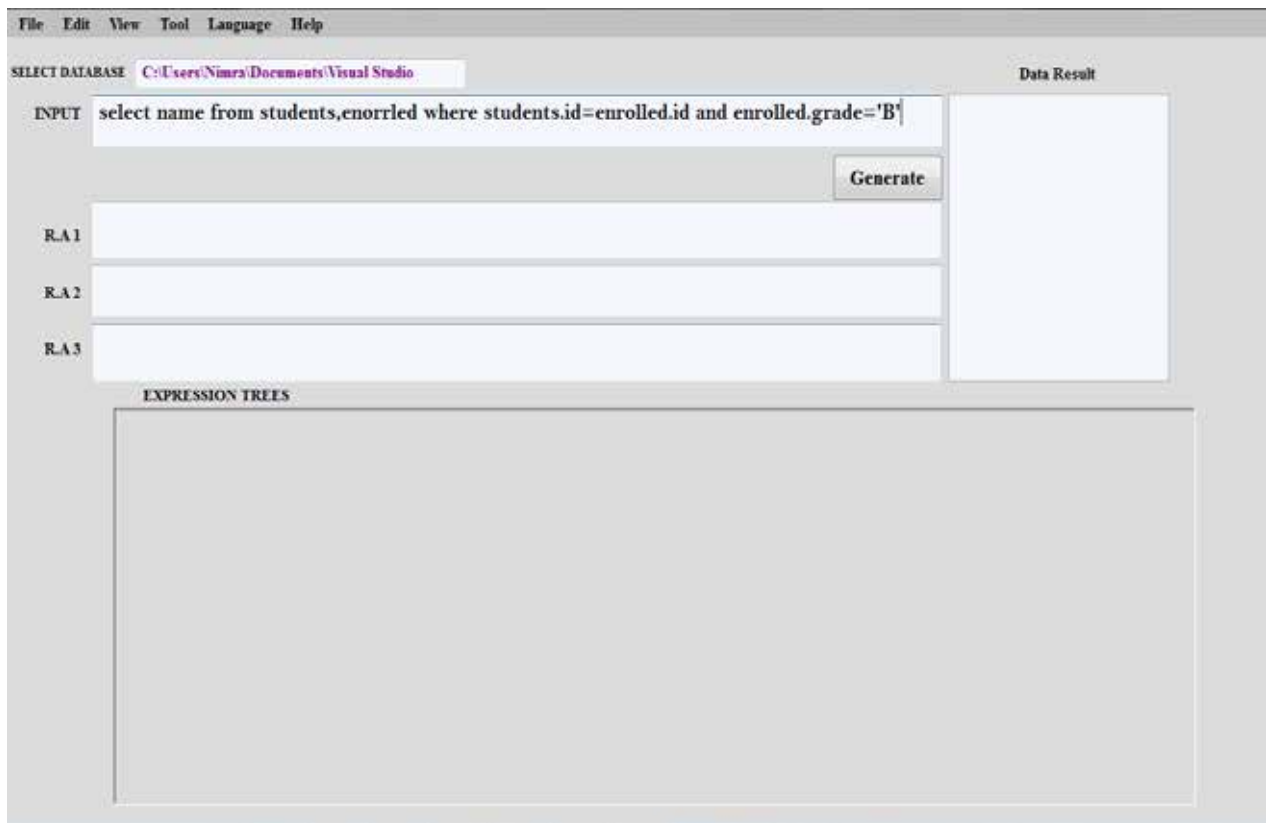 File Edit View Tool Language Help
SELECT DATABASE C:\Users\Nimra\Documents\Visual Studio
Data Result
INPUT select name from students,enorrled where students.id=enrolled.id and enrolled.grade='B'
Generate
R.A 1
R.A 2
R.A 3
EXPRESSION TREES